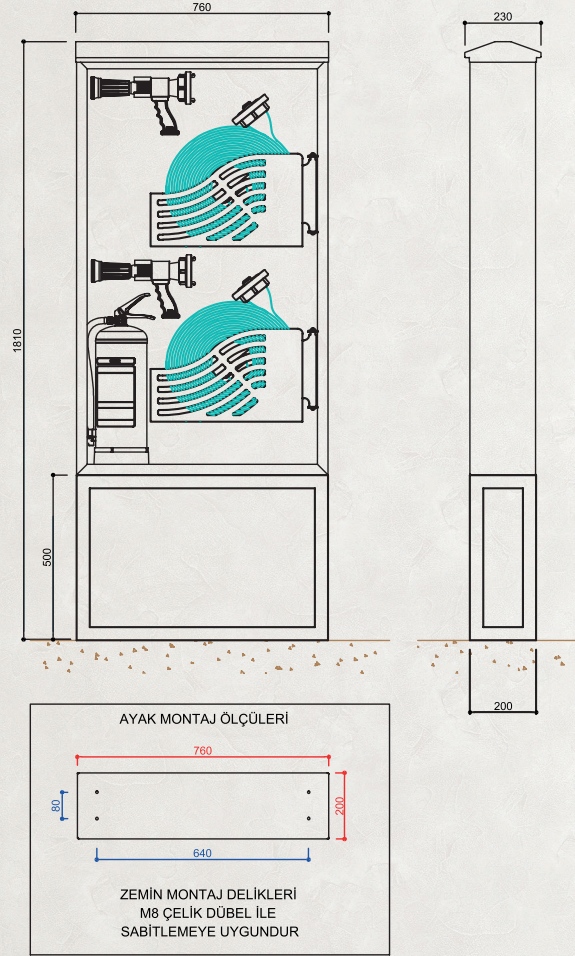 760
230
1810
500
200
AYAK MONTAJ ÖLÇÜLERİ
760
80
200
640
ZEMİN MONTAJ DELİKLERİ
M8 ÇELİK DÜBEL İLE
SABİTLEMEYE UYGUNDUR